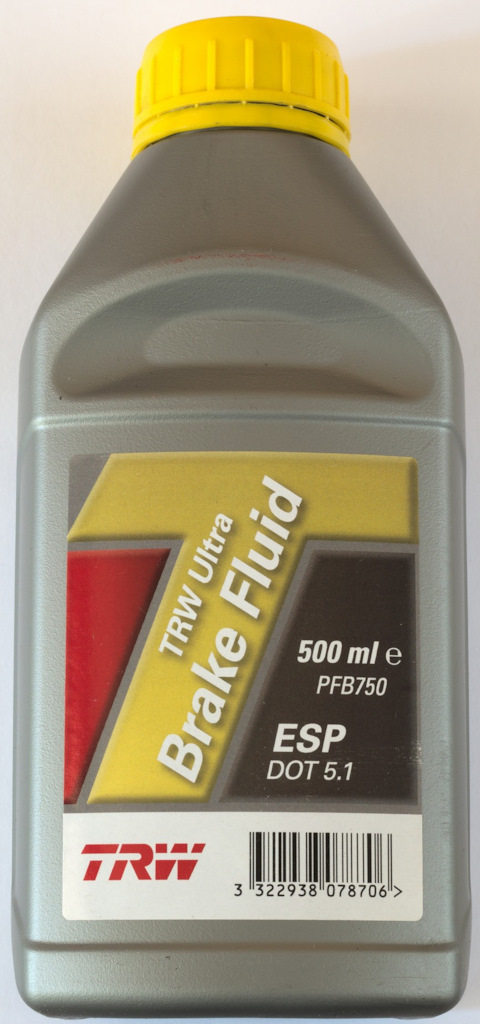 TRW Ultra
Brake Fluid
500 ml ℮
PFB750
ESP
DOT 5.1
TRW
3 322938 078706 >